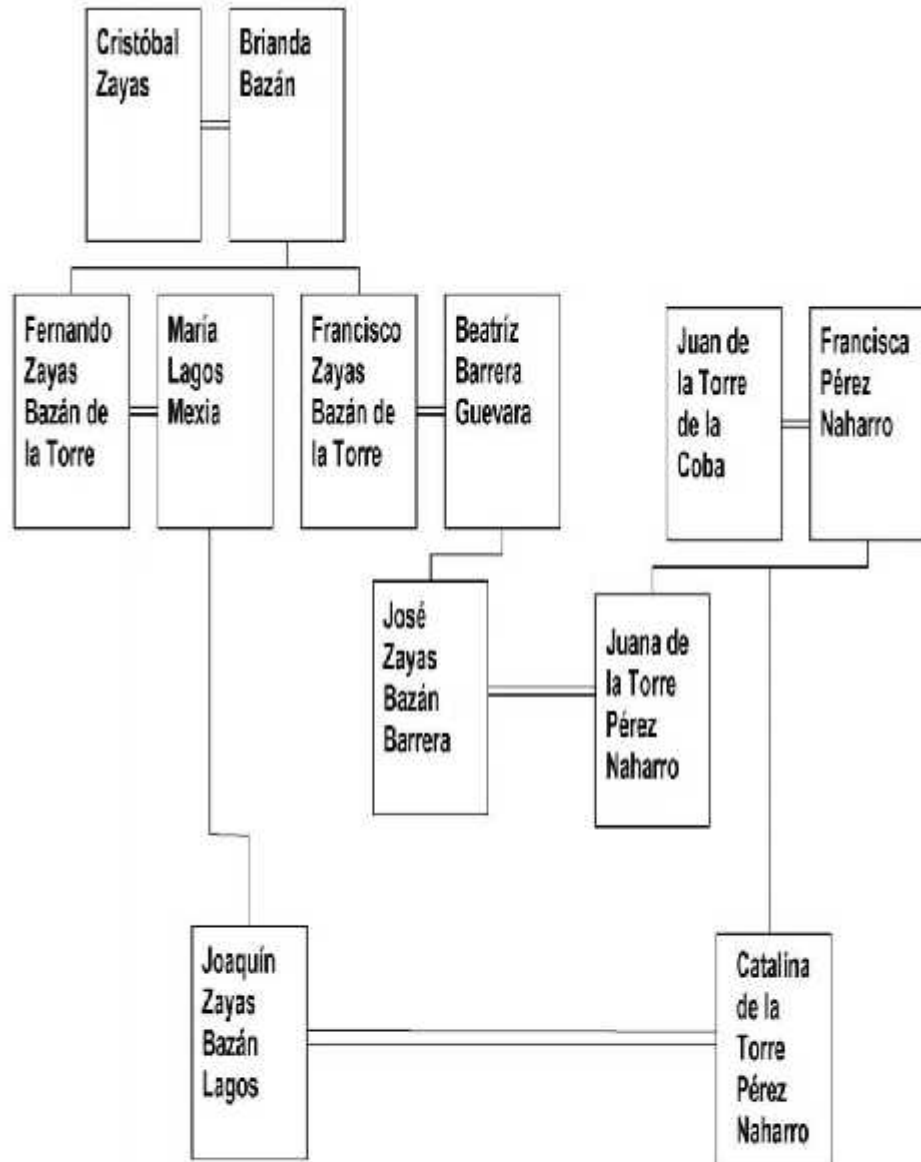 Cristóbal
Zayas
Brianda
Bazán
Fernando
Zayas
Bazán de
la Torre
María
Lagos
Mexia
Francisco
Zayas
Bazán de
la Torre
Beatríz
Barrera
Guevara
Juan de
la Torre
de la
Coba
Francisca
Pérez
Naharro
José
Zayas
Bazán
Barrera
Juana de
la Torre
Pérez
Naharro
Joaquín
Zayas
Bazán
Lagos
Catalina
de la
Torre
Pérez
Naharro